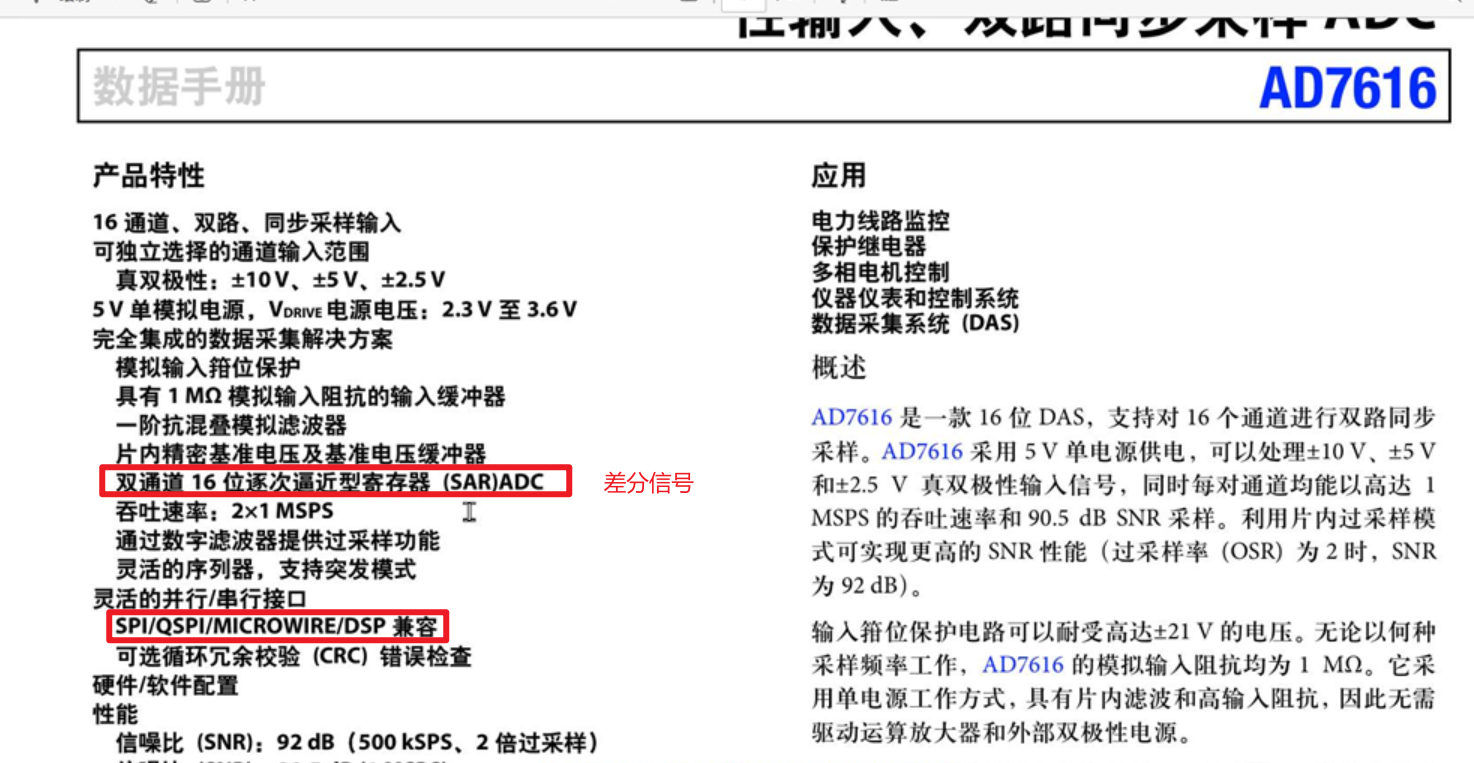 性输入、双路同步采样 ADC
数据手册
AD7616
产品特性
16 通道、双路、同步采样输入
可独立选择的通道输入范围
真双极性：±10 V、±5 V、±2.5 V
5 V 单模拟电源，VDRIVE 电源电压：2.3 V 至 3.6 V
完全集成的数据采集解决方案
模拟输入箝位保护
具有 1 MΩ 模拟输入阻抗的输入缓冲器
一阶抗混叠模拟滤波器
片内精密基准电压及基准电压缓冲器
双通道 16 位逐次逼近型寄存器 (SAR)ADC
差分信号
吞吐速率：2×1 MSPS
通过数字滤波器提供过采样功能
灵活的序列器，支持突发模式
灵活的并行/串行接口
SPI/QSPI/MICROWIRE/DSP 兼容
可选循环冗余校验 (CRC) 错误检查
硬件/软件配置
性能
信噪比 (SNR)：92 dB（500 kSPS、2 倍过采样）
应用
电力线路监控
保护继电器
多相电机控制
仪器仪表和控制系统
数据采集系统 (DAS)
概述
AD7616 是一款 16 位 DAS，支持对 16 个通道进行双路同步
采样。AD7616 采用 5 V 单电源供电，可以处理±10 V、±5 V
和±2.5 V 真双极性输入信号，同时每对通道均能以高达 1
MSPS 的吞吐速率和 90.5 dB SNR 采样。利用片内过采样模
式可实现更高的 SNR 性能（过采样率 (OSR) 为 2 时，SNR
为 92 dB）。
输入箝位保护电路可以耐受高达±21 V 的电压。无论以何种
采样频率工作，AD7616 的模拟输入阻抗均为 1 MΩ。它采
用单电源工作方式，具有片内滤波和高输入阻抗，因此无需
驱动运算放大器和外部双极性电源。